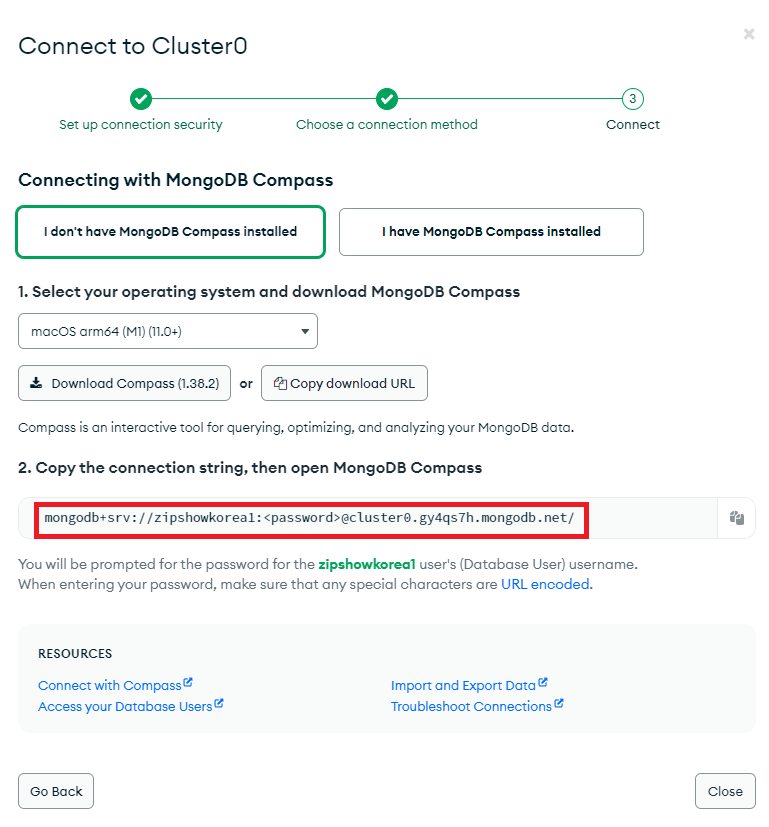 Connect to Cluster0
3
Set up connection security
Choose a connection method
Connect
Connecting with MongoDB Compass
I don't have MongoDB Compass installed
I have MongoDB Compass installed
1. Select your operating system and download MongoDB Compass
macOS arm64 (M1) (11.0+)
Download Compass (1.38.2)
or
Copy download URL
Compass is an interactive tool for querying, optimizing, and analyzing your MongoDB data.
2. Copy the connection string, then open MongoDB Compass
mongodb+srv://zipshowkorea1:<password>@cluster0.gy4qs7h.mongodb.net/
You will be prompted for the password for the zipshowkorea1 user's (Database User) username.
When entering your password, make sure that any special characters are URL encoded.
RESOURCES
Connect with Compass
Import and Export Data
Access your Database Users
Troubleshoot Connections
Go Back
Close